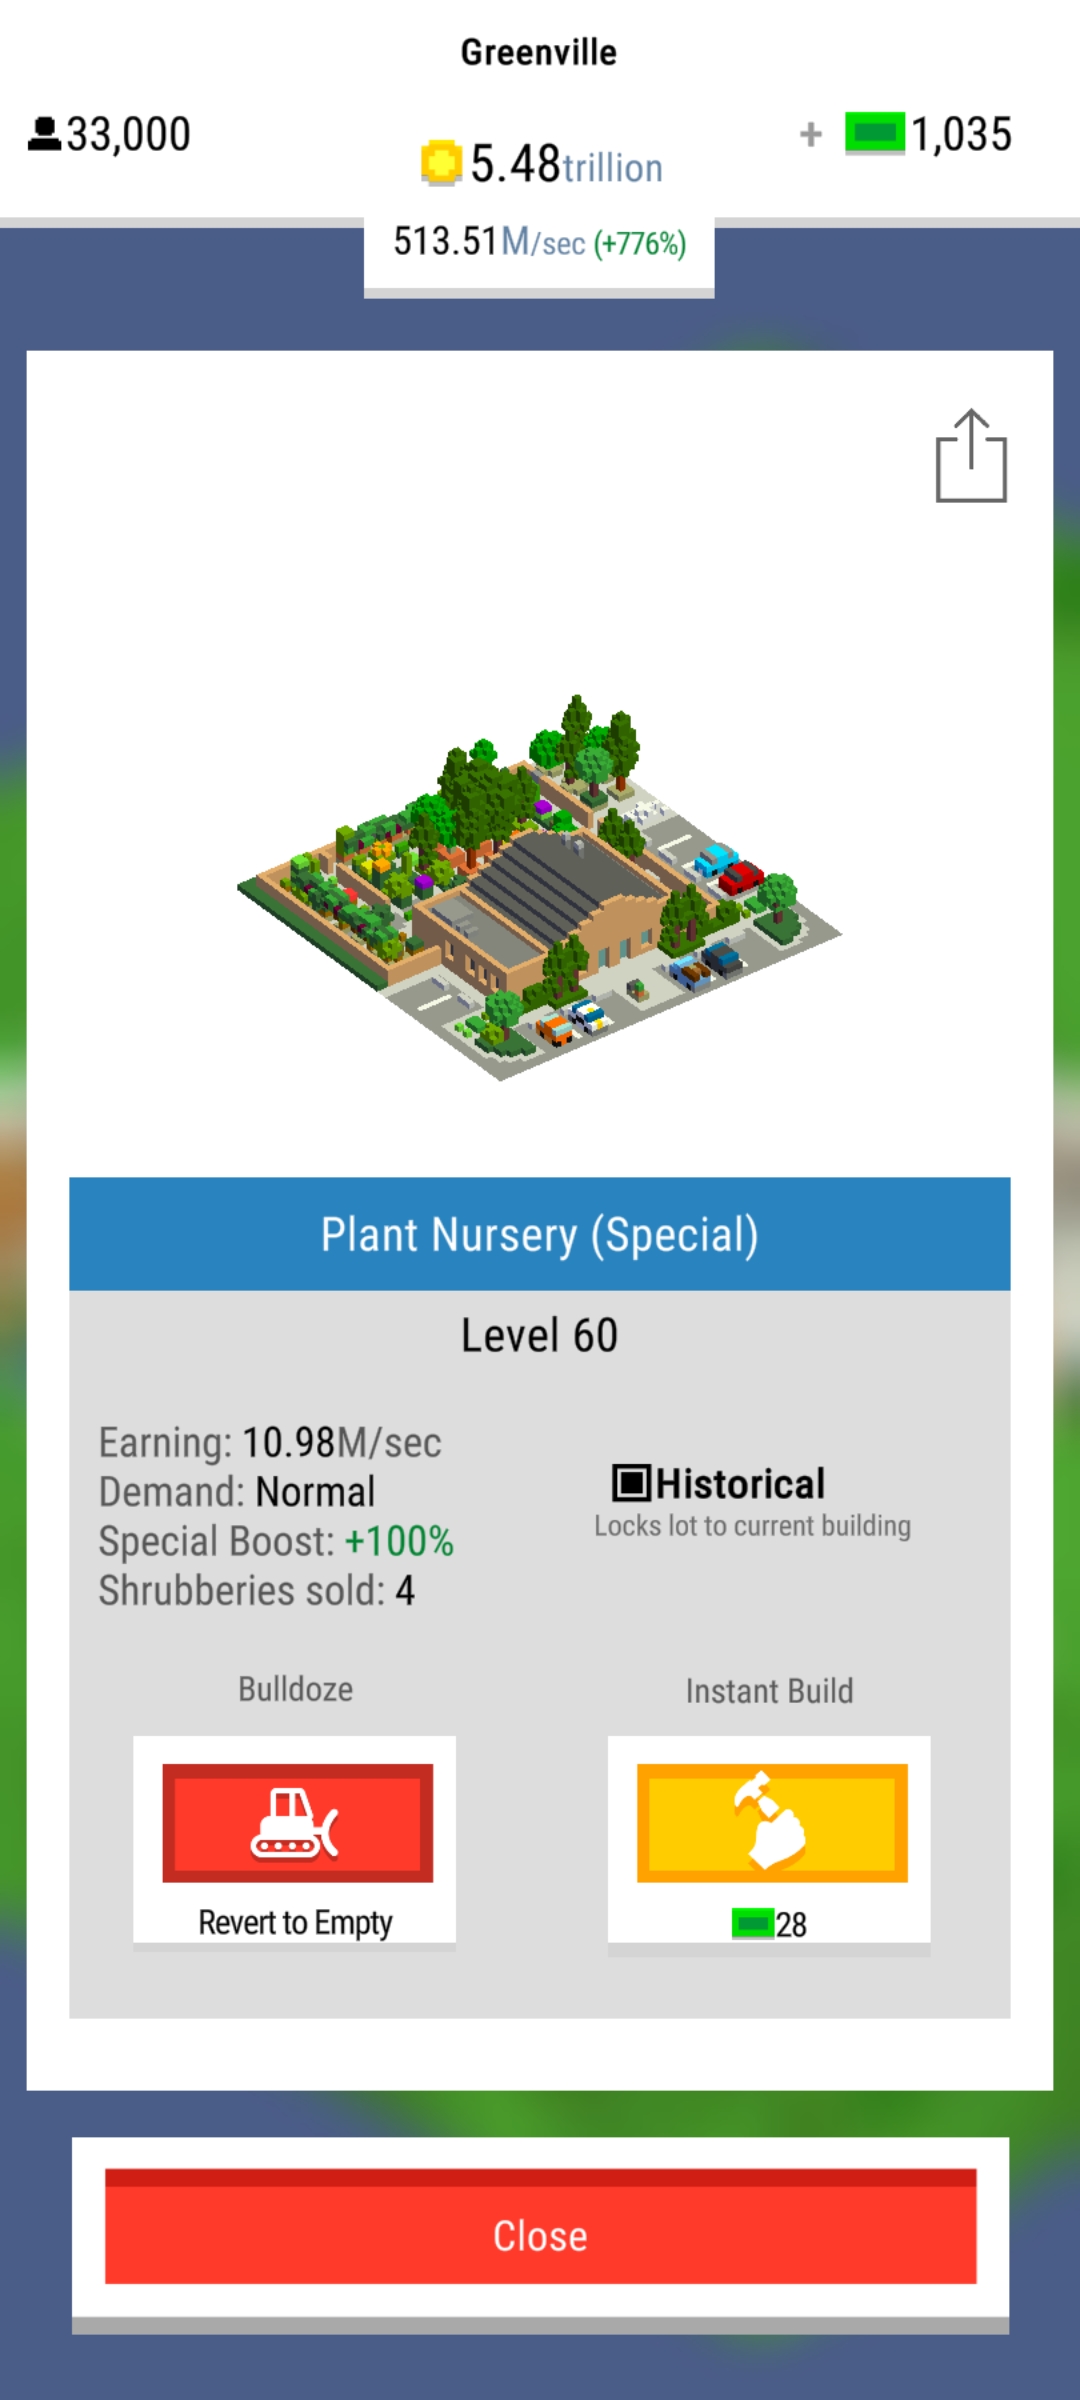 Greenville
33,000
5.48trillion
+ 1,035
513.51M/sec (+776%)
Plant Nursery (Special)
Level 60
Earning: 10.98M/sec
Demand: Normal
Special Boost: +100%
Shrubberies sold: 4
Historical
Locks lot to current building
Bulldoze
Revert to Empty
Instant Build
28
Close